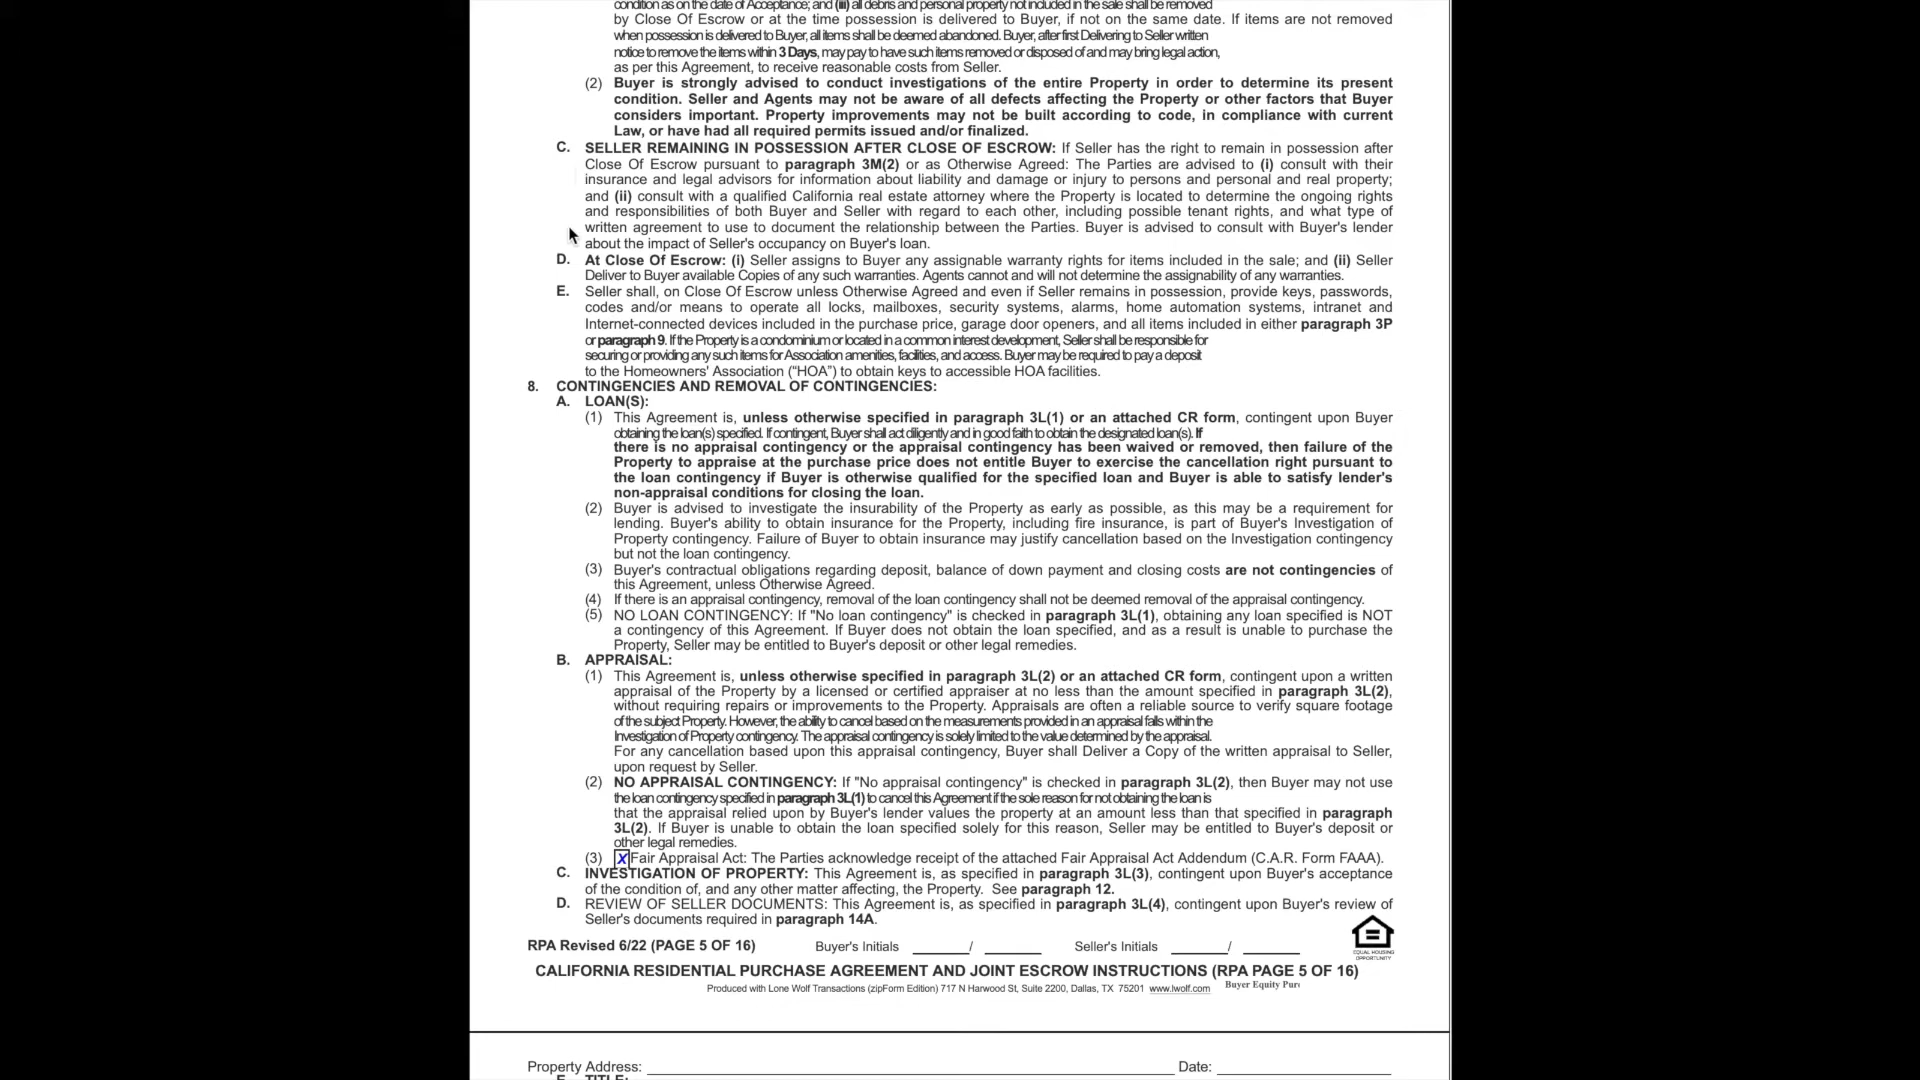 condition as on the date of Acceptance; and (iii) all debris and personal property not included in the sale shall be removed
by Close Of Escrow or at the time possession is delivered to Buyer, if not on the same date. If items are not removed
when possession is delivered to Buyer, all items shall be deemed abandoned. Buyer, after first Delivering to Seller written
notice to remove the items within 3 Days, may pay to have such items removed or disposed of and may bring legal action,
as per this Agreement, to receive reasonable costs from Seller.
(2) Buyer is strongly advised to conduct investigations of the entire Property in order to determine its present
condition. Seller and Agents may not be aware of all defects affecting the Property or other factors that Buyer
considers important. Property improvements may not be built according to code, in compliance with current
Law, or have had all required permits issued and/or finalized.
C. SELLER REMAINING IN POSSESSION AFTER CLOSE OF ESCROW: If Seller has the right to remain in possession after
Close Of Escrow pursuant to paragraph 3M(2) or as Otherwise Agreed: The Parties are advised to (i) consult with their
insurance and legal advisors for information about liability and damage or injury to persons and personal and real property;
and (ii) consult with a qualified California real estate attorney where the Property is located to determine the ongoing rights
and responsibilities of both Buyer and Seller with regard to each other, including possible tenant rights, and what type of
written agreement to use to document the relationship between the Parties. Buyer is advised to consult with Buyer's lender
about the impact of Seller's occupancy on Buyer's loan.
D. At Close Of Escrow: (i) Seller assigns to Buyer any assignable warranty rights for items included in the sale; and (ii) Seller
Deliver to Buyer available Copies of any such warranties. Agents cannot and will not determine the assignability of any warranties.
E. Seller shall, on Close Of Escrow unless Otherwise Agreed and even if Seller remains in possession, provide keys, passwords,
codes and/or means to operate all locks, mailboxes, security systems, alarms, home automation systems, intranet and
Internet-connected devices included in the purchase price, garage door openers, and all items included in either paragraph 3P
or paragraph 9. If the Property is a condominium or located in a common interest development, Seller shall be responsible for
securing or providing any such items for Association amenities, facilities, and access. Buyer may be required to pay a deposit
to the Homeowners' Association (“HOA”) to obtain keys to accessible HOA facilities.
8. CONTINGENCIES AND REMOVAL OF CONTINGENCIES:
A. LOAN(S):
(1) This Agreement is, unless otherwise specified in paragraph 3L(1) or an attached CR form, contingent upon Buyer
obtaining the loan(s) specified. If contingent, Buyer shall act diligently and in good faith to obtain the designated loan(s). If
there is no appraisal contingency or the appraisal contingency has been waived or removed, then failure of the
Property to appraise at the purchase price does not entitle Buyer to exercise the cancellation right pursuant to
the loan contingency if Buyer is otherwise qualified for the specified loan and Buyer is able to satisfy lender's
non-appraisal conditions for closing the loan.
(2) Buyer is advised to investigate the insurability of the Property as early as possible, as this may be a requirement for
lending. Buyer's ability to obtain insurance for the Property, including fire insurance, is part of Buyer's Investigation of
Property contingency. Failure of Buyer to obtain insurance may justify cancellation based on the Investigation contingency
but not the loan contingency.
(3) Buyer's contractual obligations regarding deposit, balance of down payment and closing costs are not contingencies of
this Agreement, unless Otherwise Agreed.
(4) If there is an appraisal contingency, removal of the loan contingency shall not be deemed removal of the appraisal contingency.
(5) NO LOAN CONTINGENCY: If "No loan contingency" is checked in paragraph 3L(1), obtaining any loan specified is NOT
a contingency of this Agreement. If Buyer does not obtain the loan specified, and as a result is unable to purchase the
Property, Seller may be entitled to Buyer's deposit or other legal remedies.
B. APPRAISAL:
(1) This Agreement is, unless otherwise specified in paragraph 3L(2) or an attached CR form, contingent upon a written
appraisal of the Property by a licensed or certified appraiser at no less than the amount specified in paragraph 3L(2),
without requiring repairs or improvements to the Property. Appraisals are often a reliable source to verify square footage
of the subject Property. However, the ability to cancel based on the measurements provided in an appraisal falls within the
Investigation of Property contingency. The appraisal contingency is solely limited to the value determined by the appraisal.
For any cancellation based upon this appraisal contingency, Buyer shall Deliver a Copy of the written appraisal to Seller,
upon request by Seller.
(2) NO APPRAISAL CONTINGENCY: If "No appraisal contingency" is checked in paragraph 3L(2), then Buyer may not use
the loan contingency specified in paragraph 3L(1) to cancel this Agreement if the sole reason for not obtaining the loan is
that the appraisal relied upon by Buyer's lender values the property at an amount less than that specified in paragraph
3L(2). If Buyer is unable to obtain the loan specified solely for this reason, Seller may be entitled to Buyer's deposit or
other legal remedies.
(3) X Fair Appraisal Act: The Parties acknowledge receipt of the attached Fair Appraisal Act Addendum (C.A.R. Form FAAA).
C. INVESTIGATION OF PROPERTY: This Agreement is, as specified in paragraph 3L(3), contingent upon Buyer's acceptance
of the condition of, and any other matter affecting, the Property. See paragraph 12.
D. REVIEW OF SELLER DOCUMENTS: This Agreement is, as specified in paragraph 3L(4), contingent upon Buyer's review of
Seller's documents required in paragraph 14A.
RPA Revised 6/22 (PAGE 5 OF 16) Buyer's Initials ______/______ Seller's Initials ______/______
EQUAL HOUSING
OPPORTUNITY
CALIFORNIA RESIDENTIAL PURCHASE AGREEMENT AND JOINT ESCROW INSTRUCTIONS (RPA PAGE 5 OF 16)
Produced with Lone Wolf Transactions (zipForm Edition) 717 N Harwood St, Suite 2200, Dallas, TX 75201 www.lwolf.com Buyer Equity Pur
Property Address: ______ Date: ______
E. TITLE: